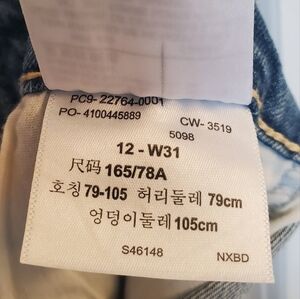 PC9- 22764-0001
PO- 4100445889
CW- 3519
5098
12 - W31
尺码 165/78A
호칭 79-105 허리둘레 79cm
엉덩이둘레 105cm
S46148 NXBD